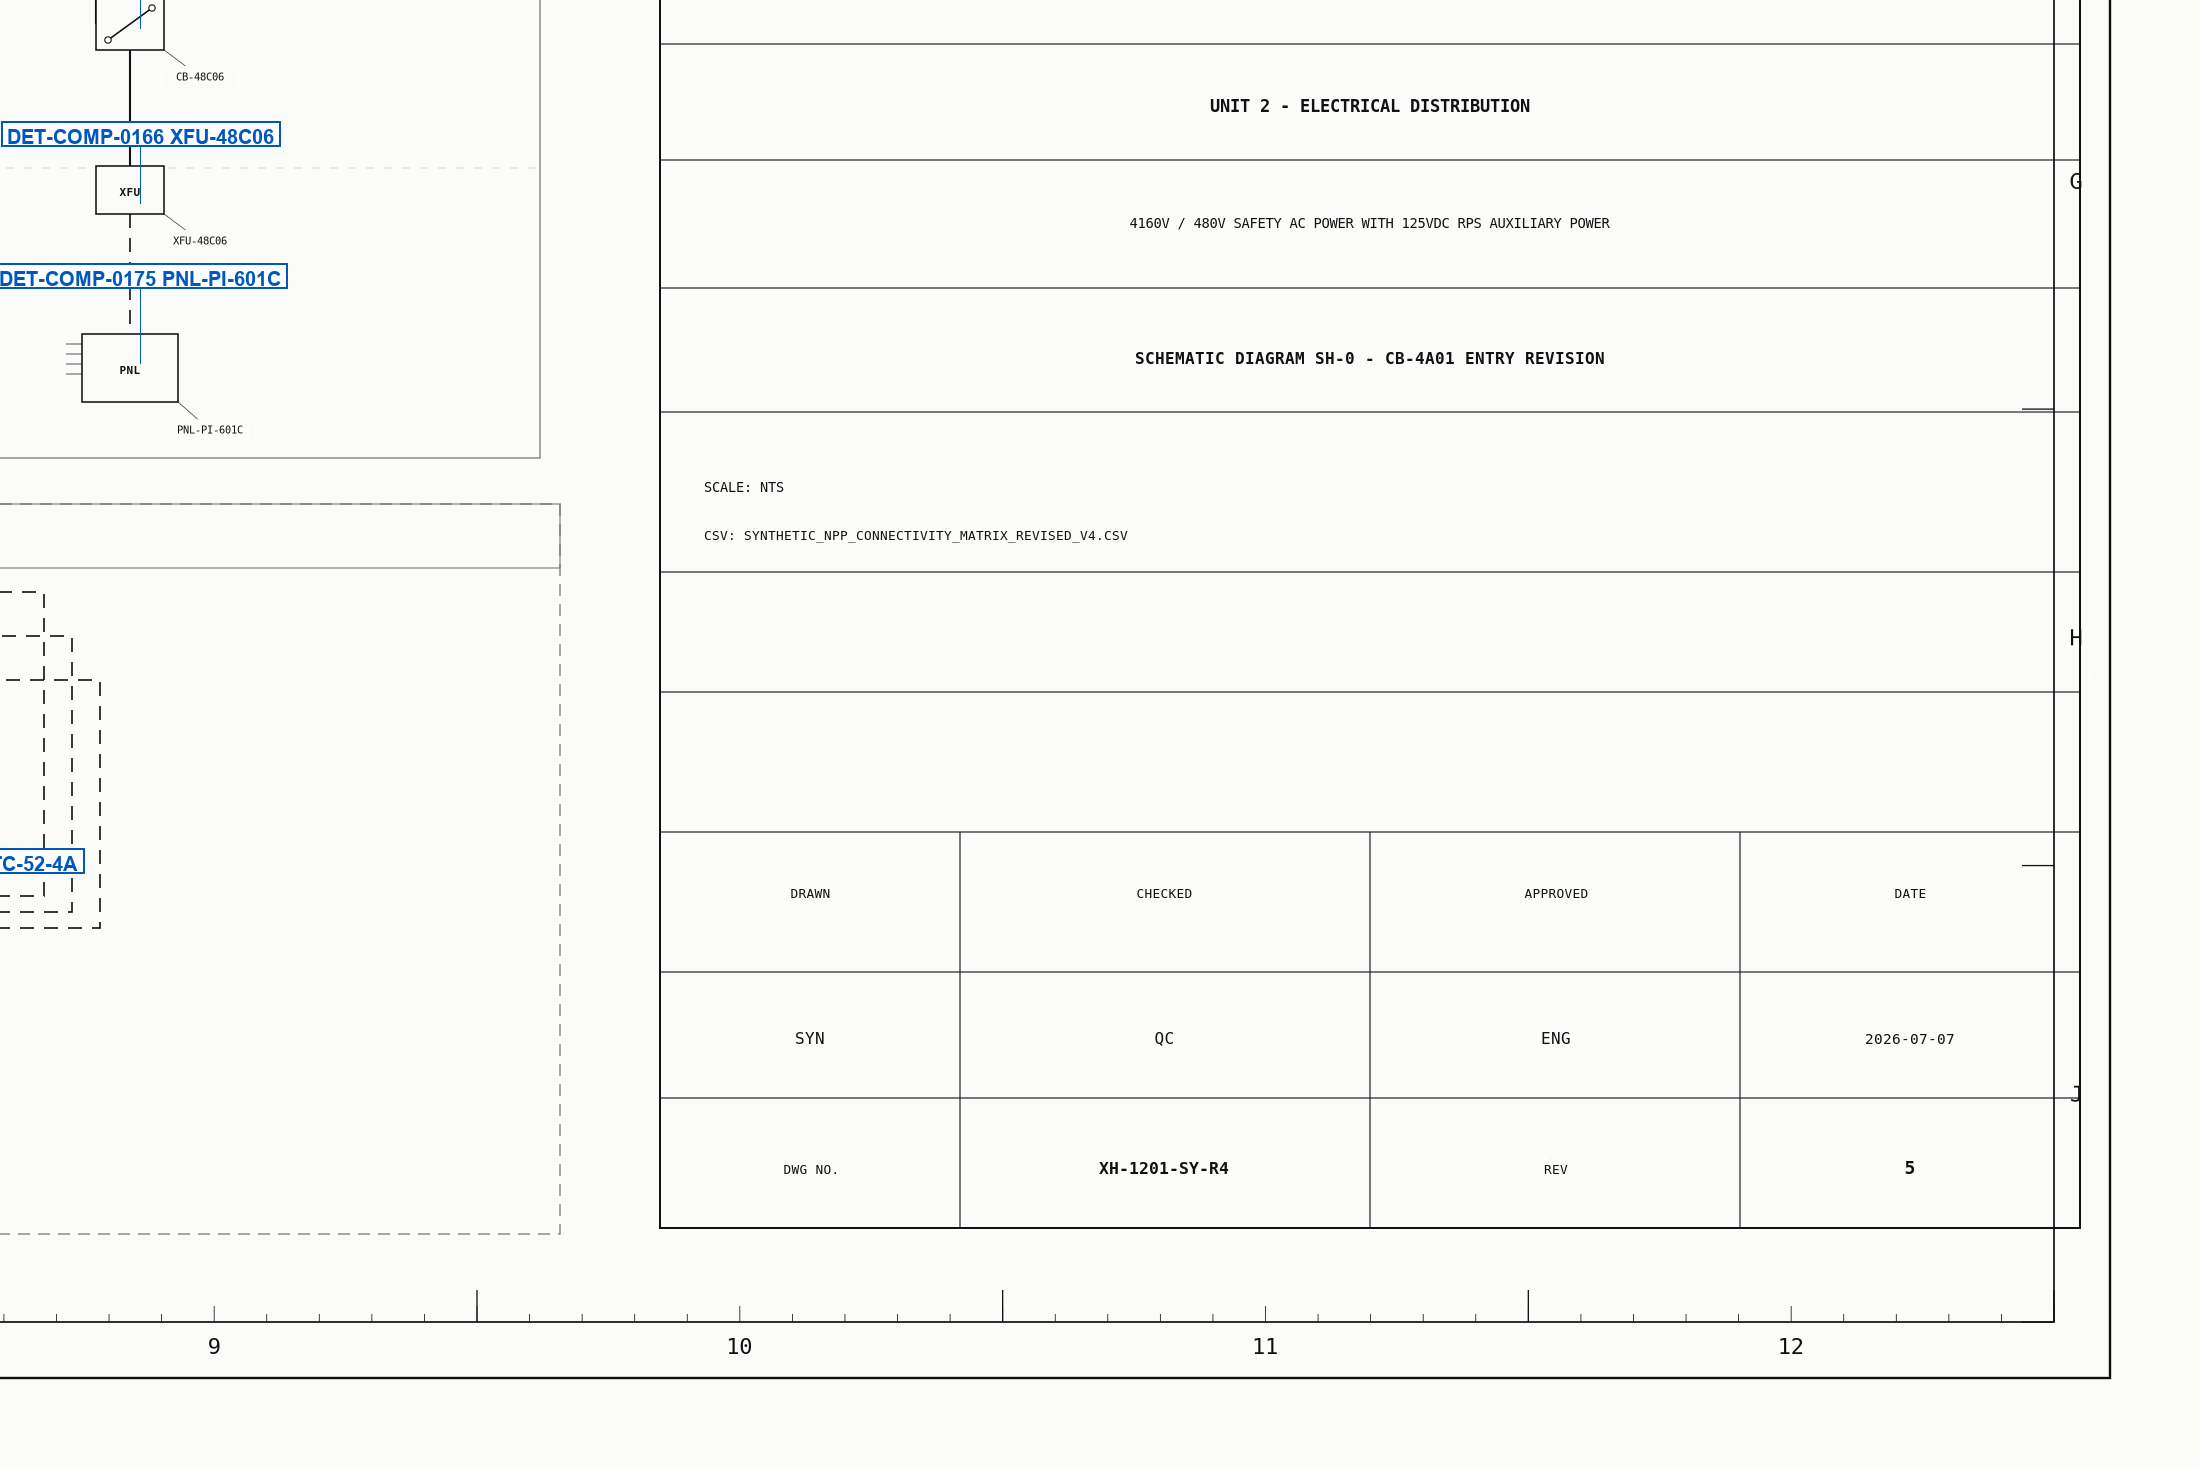 CB-48C06
DET-COMP-0166 XFU-48C06
XFU
XFU-48C06
DET-COMP-0175 PNL-PI-601C
PNL
PNL-PI-601C
TC-52-4A
UNIT 2 - ELECTRICAL DISTRIBUTION
4160V / 480V SAFETY AC POWER WITH 125VDC RPS AUXILIARY POWER
SCHEMATIC DIAGRAM SH-0 - CB-4A01 ENTRY REVISION
SCALE: NTS
CSV: SYNTHETIC_NPP_CONNECTIVITY_MATRIX_REVISED_V4.CSV
DRAWN CHECKED APPROVED DATE
SYN QC ENG 2026-07-07
DWG NO. XH-1201-SY-R4 REV 5
G
H
J
9 10 11 12